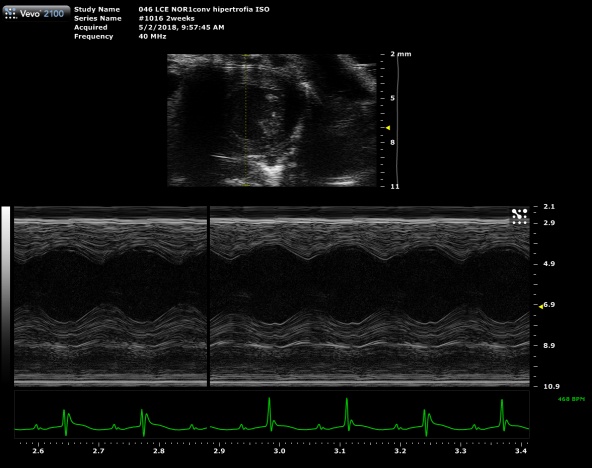 Vevo 2100
Study Name 046 LCE NOR1conv hipertrofia ISO
Series Name #1016 2weeks
Acquired 5/2/2018, 9:57:45 AM
Frequency 40 MHz
2 mm
5
8
11
2.1
2.9
4.9
6.9
8.9
10.9
460 BPM
2.6 2.7 2.8 2.9 3.0 3.1 3.2 3.3 3.4